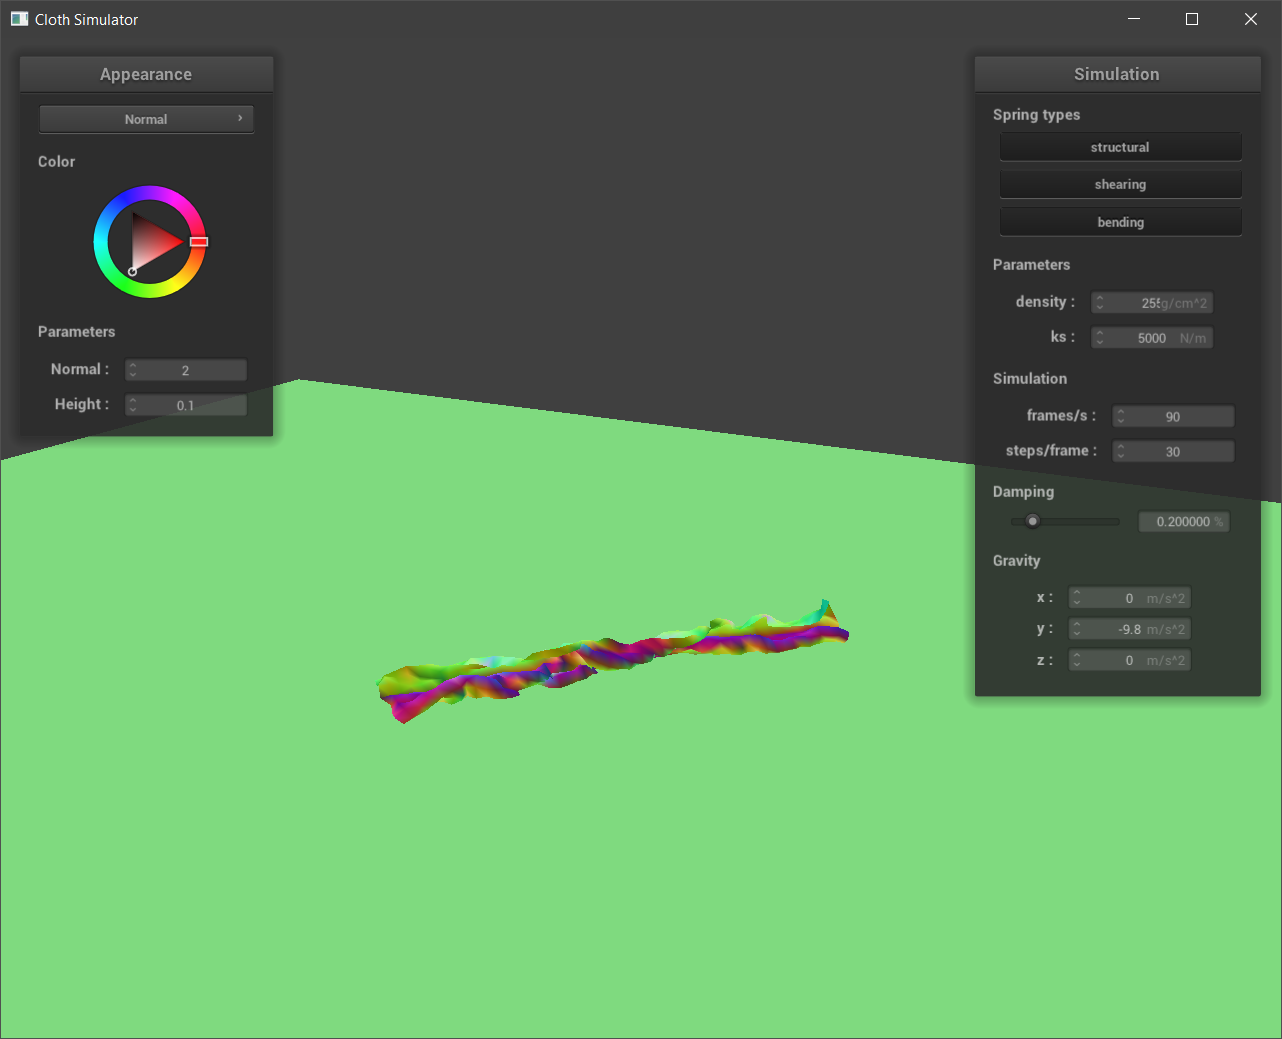 Cloth Simulator
Appearance
Normal
Color
Parameters
Normal : 2
Height : 0.1
Simulation
Spring types
structural
shearing
bending
Parameters
density : g/cm^2
ks : 5000 N/m
Simulation
frames/s : 90
steps/frame : 30
Damping
0.200000 %
Gravity
x : 0 m/s^2
y : -9.8 m/s^2
z : 0 m/s^2